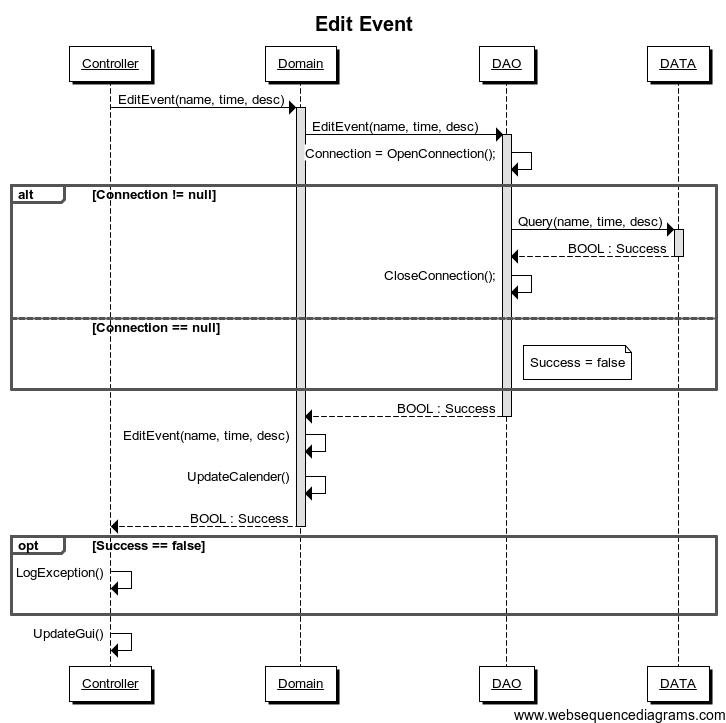 Edit Event
Controller
Domain
DAO
DATA
EditEvent(name, time, desc)
EditEvent(name, time, desc)
Connection = OpenConnection();
alt
[Connection != null]
Query(name, time, desc)
BOOL : Success
CloseConnection();
[Connection == null]
Success = false
BOOL : Success
EditEvent(name, time, desc)
UpdateCalender()
BOOL : Success
opt
[Success == false]
LogException()
UpdateGui()
Controller
Domain
DAO
DATA
www.websequencediagrams.com